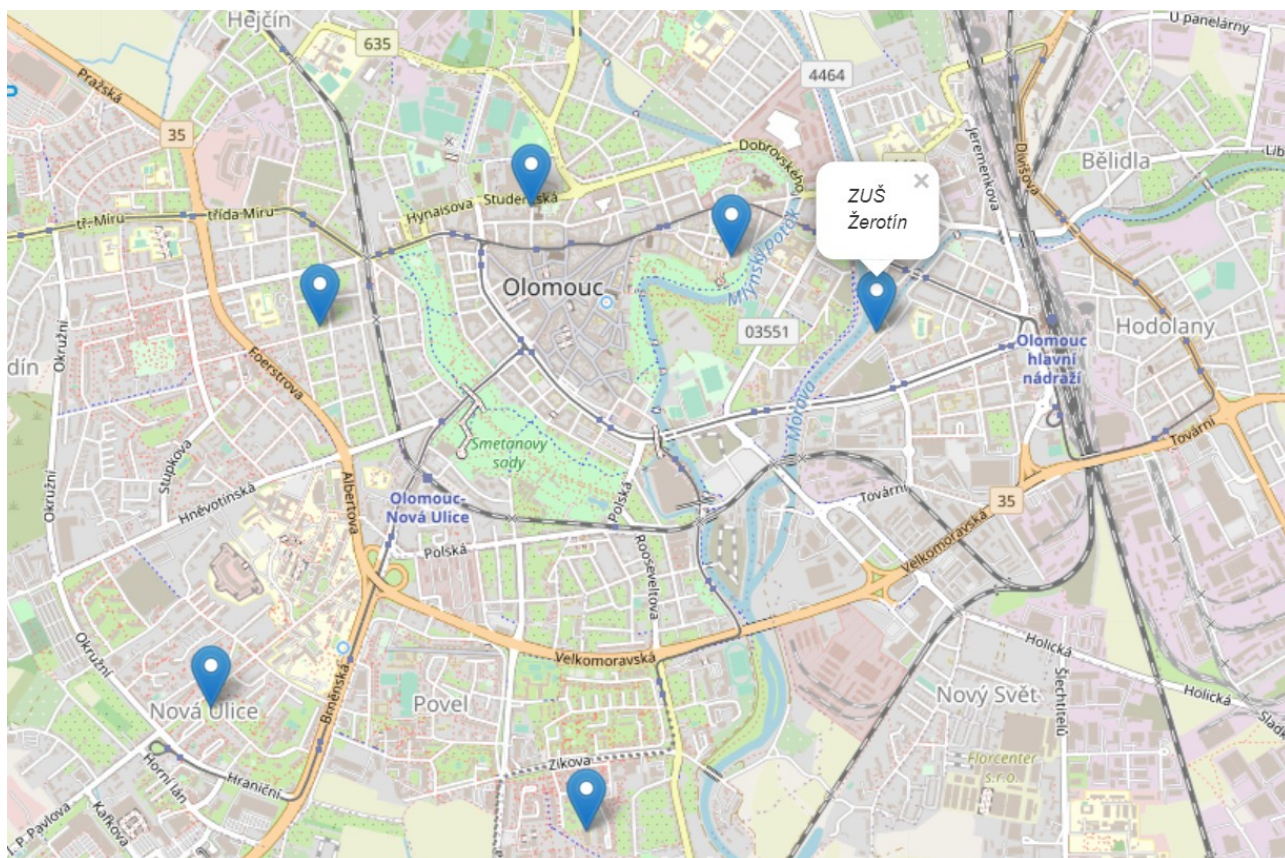 Hejčín
U panelárny
635
4464
Pražská
35
Jeremenkova
Divišova
Bělidla
Dobrovského
Hynaisova
Studentská
ZUŠ
Žerotín
×
tř. Míru
třída Míru
Mlýnský potok
Olomouc
03551
Hodolany
Okružní
Foerstrova
Olomouc
hlavní
nádraží
Morava
Smetanovy
sady
Tovární
Stupkova
Albertova
Hněvotínská
Olomouc-
Nová Ulice
Polská
Tovární
35
Okružní
Polská
Rooseveltova
Velkomoravská
Okružní
Velkomoravská
Holická
Brněnská
Nová Ulice
Povel
Nový Svět
Šlechtitelů
Holická
Zikova
Horní lán
Hraniční
Florcenter
s.r.o.
I. P. Pavlova
Kafkova